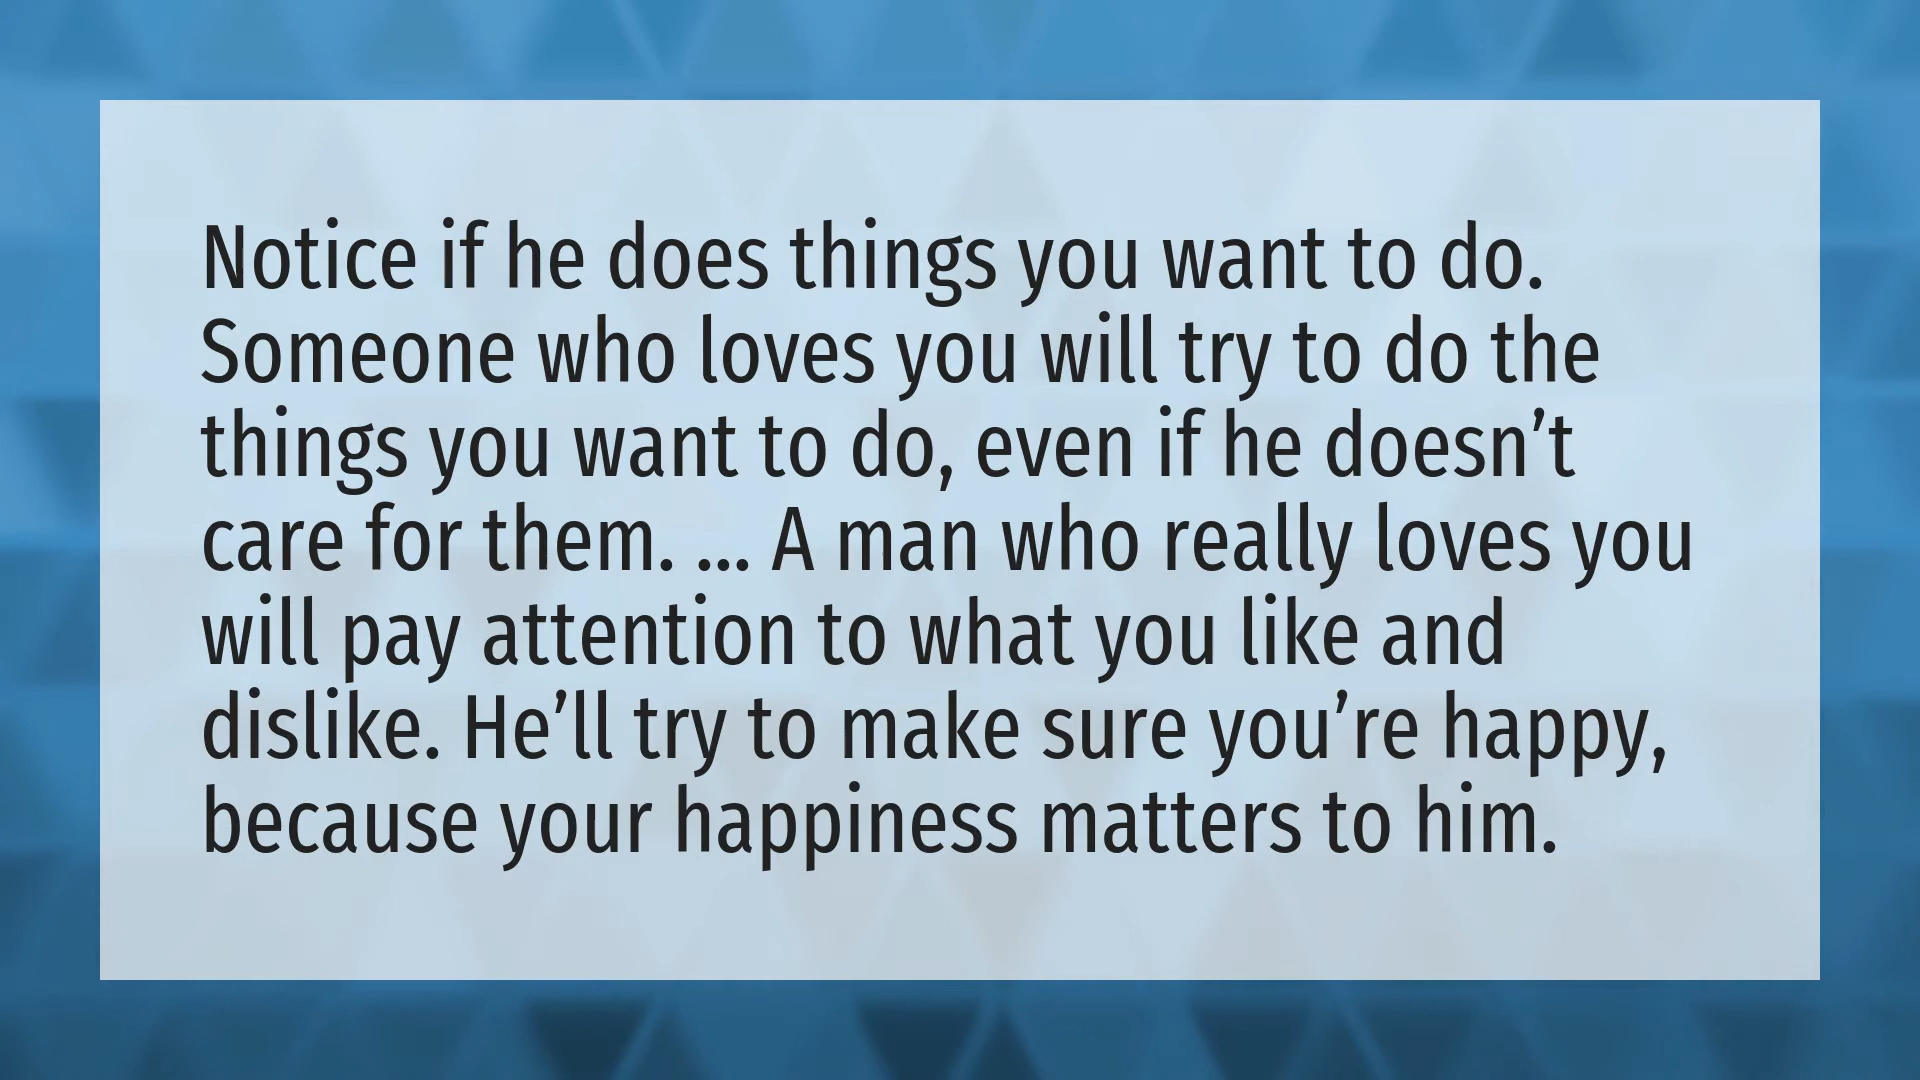 Notice if he does things you want to do.
Someone who loves you will try to do the
things you want to do, even if he doesn’t
care for them. ... A man who really loves you
will pay attention to what you like and
dislike. He’ll try to make sure you’re happy,
because your happiness matters to him.